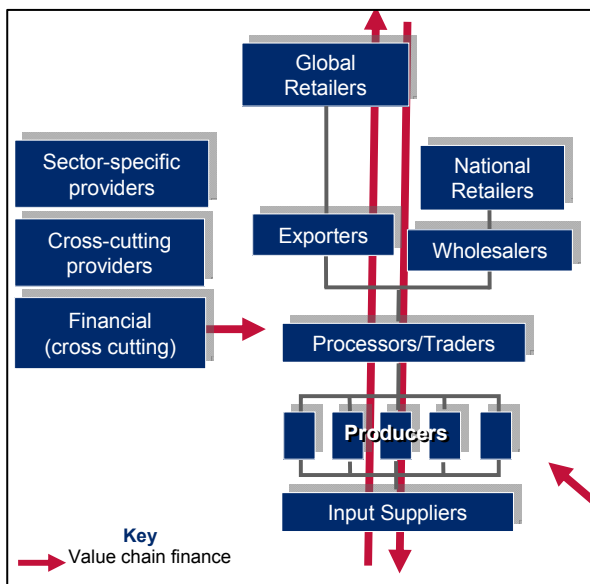 Global
Retailers
Sector-specific
providers
National
Retailers
Cross-cutting
providers
Exporters
Wholesalers
Financial
(cross cutting)
Processors/Traders
Producers
Input Suppliers
Key
Value chain finance